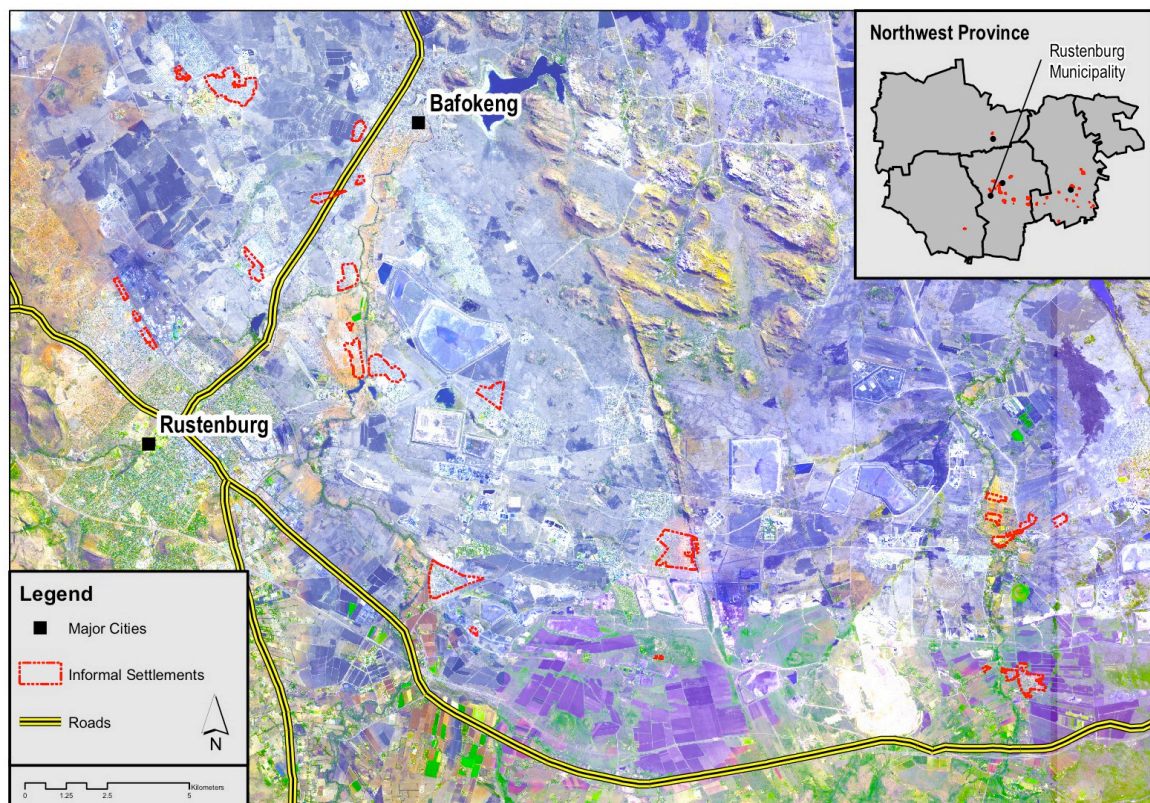 Northwest Province
Rustenburg
Municipality
Bafokeng
Rustenburg
Legend
Major Cities
Informal Settlements
Roads
N
Kilometers
0 1.25 2.5 5